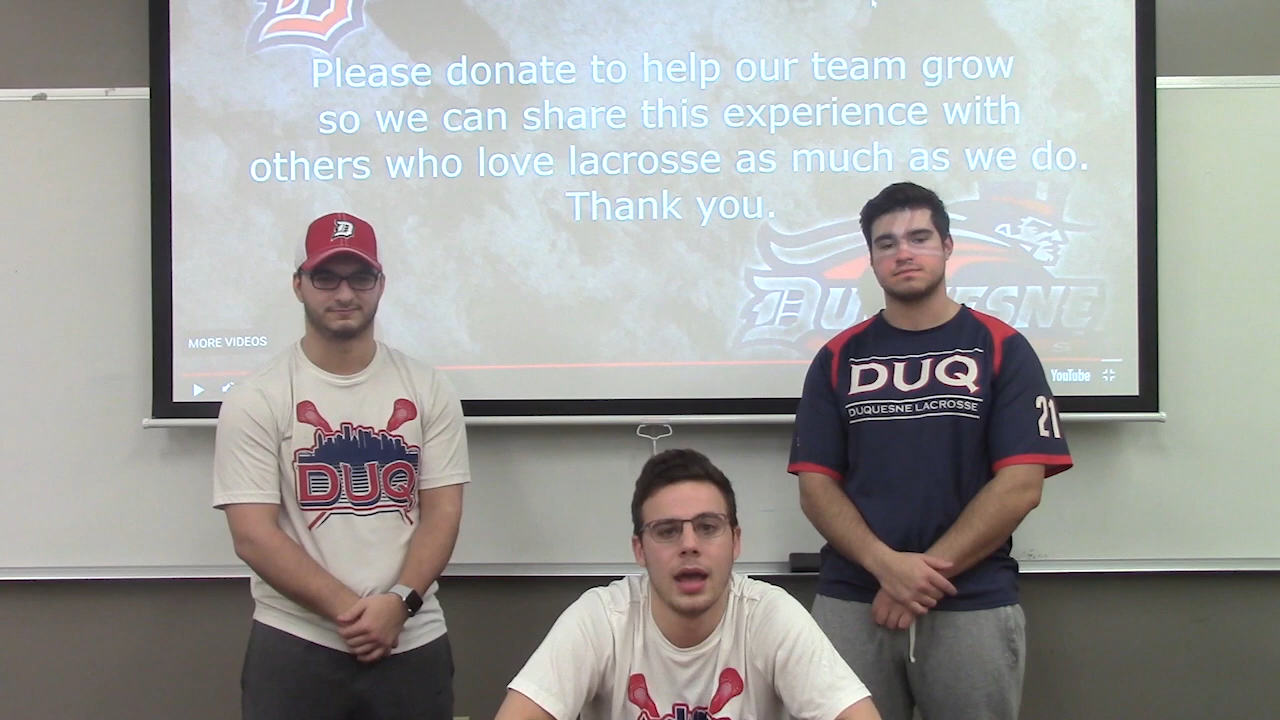 Please donate to help our team grow
so we can share this experience with
others who love lacrosse as much as we do.
Thank you.
DUQUESNE
MORE VIDEOS
YouTube
D
DUQ
DUQ
DUQUESNE LACROSSE
21